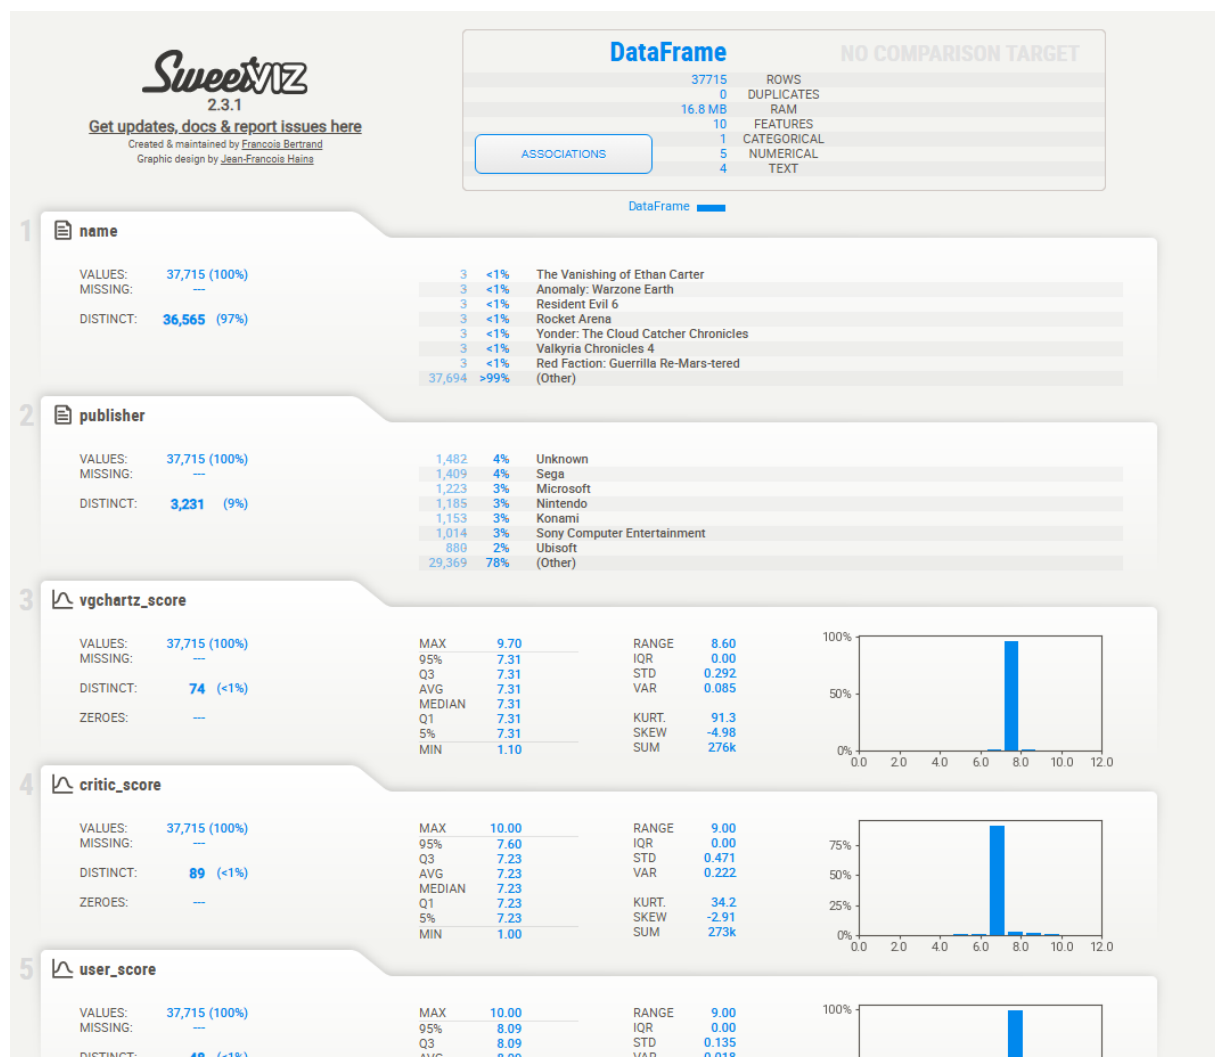 SweetVIZ
2.3.1
Get updates, docs & report issues here
Created & maintained by Francois Bertrand
Graphic design by Jean-Francois Hains
DataFrame NO COMPARISON TARGET
37715 ROWS
0 DUPLICATES
16.8 MB RAM
10 FEATURES
1 CATEGORICAL
5 NUMERICAL
4 TEXT
ASSOCIATIONS
DataFrame
1 name
VALUES: 37,715 (100%)
MISSING: ---
DISTINCT: 36,565 (97%)
3 <1% The Vanishing of Ethan Carter
3 <1% Anomaly: Warzone Earth
3 <1% Resident Evil 6
3 <1% Rocket Arena
3 <1% Yonder: The Cloud Catcher Chronicles
3 <1% Valkyria Chronicles 4
3 <1% Red Faction: Guerrilla Re-Mars-tered
37,694 >99% (Other)
2 publisher
VALUES: 37,715 (100%)
MISSING: ---
DISTINCT: 3,231 (9%)
1,482 4% Unknown
1,409 4% Sega
1,223 3% Microsoft
1,185 3% Nintendo
1,153 3% Konami
1,014 3% Sony Computer Entertainment
880 2% Ubisoft
29,369 78% (Other)
3 vgchartz_score
VALUES: 37,715 (100%)
MISSING: ---
DISTINCT: 74 (<1%)
ZEROES: ---
MAX 9.70
95% 7.31
Q3 7.31
AVG 7.31
MEDIAN 7.31
Q1 7.31
5% 7.31
MIN 1.10
RANGE 8.60
IQR 0.00
STD 0.292
VAR 0.085
KURT. 91.3
SKEW -4.98
SUM 276k
100%
50%
0%
0.0 2.0 4.0 6.0 8.0 10.0 12.0
4 critic_score
VALUES: 37,715 (100%)
MISSING: ---
DISTINCT: 89 (<1%)
ZEROES: ---
MAX 10.00
95% 7.60
Q3 7.23
AVG 7.23
MEDIAN 7.23
Q1 7.23
5% 7.23
MIN 1.00
RANGE 9.00
IQR 0.00
STD 0.471
VAR 0.222
KURT. 34.2
SKEW -2.91
SUM 273k
75%
50%
25%
0%
0.0 2.0 4.0 6.0 8.0 10.0 12.0
5 user_score
VALUES: 37,715 (100%)
MISSING: ---
DISTINCT: 48 (<1%)
MAX 10.00
95% 8.09
Q3 8.09
AVG 8.09
RANGE 9.00
IQR 0.00
STD 0.135
VAR 0.018
100%